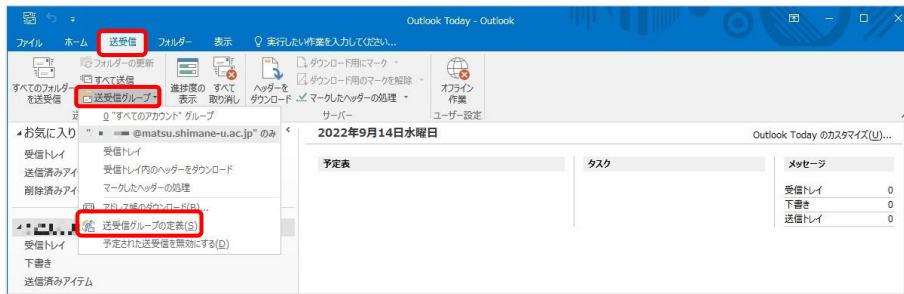 Outlook Today - Outlook
ファイル ホーム 送受信 フォルダー 表示 実行したい作業を入力してください...
すべてのフォルダー
を送受信
フォルダーの更新
すべて送信
送受信グループ
進捗度の
表示
すべて
取り消し
ヘッダーを
ダウンロード
ダウンロード用にマーク
ダウンロード用のマークを解除
マークしたヘッダーの処理
サーバー
オフライン
作業
ユーザー設定
0 "すべてのアカウント" グループ
@matsu.shimane-u.ac.jp" のみ
受信トレイ
受信トレイ内のヘッダーをダウンロード
マークしたヘッダーの処理
アドレス帳のダウンロード(B)...
送受信グループの定義(S)
予定された送受信を無効にする(D)
お気に入り
受信トレイ
送信済みアイ
削除済みアイ
受信トレイ
下書き
送信済みアイテム
2022年9月14日水曜日
Outlook Today のカスタマイズ(U)...
予定表
タスク
メッセージ
受信トレイ 0
下書き 0
送信トレイ 0